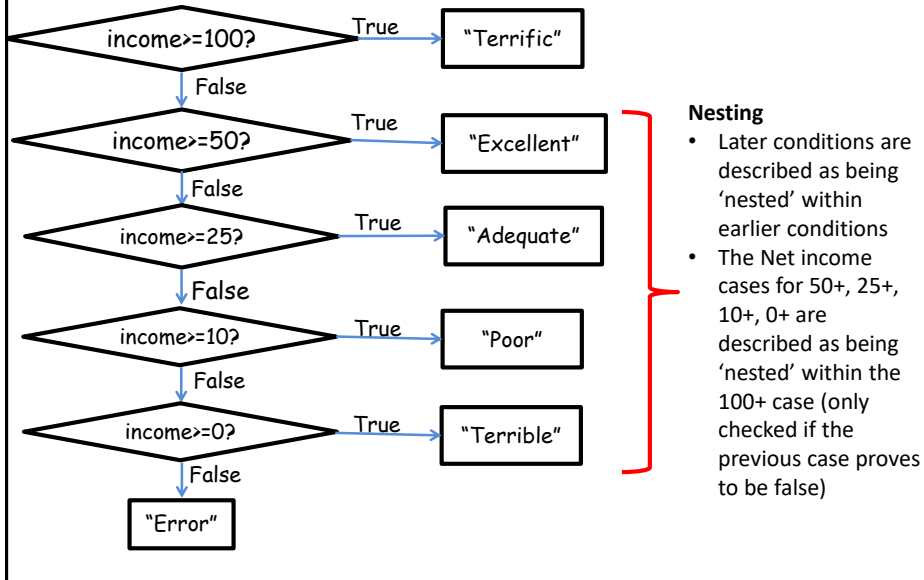 income>=100?
True
"Terrific"
False
income>=50?
True
"Excellent"
False
income>=25?
True
"Adequate"
False
income>=10?
True
"Poor"
False
income>=0?
True
"Terrible"
False
"Error"
Nesting
• Later conditions are
described as being
‘nested’ within
earlier conditions
• The Net income
cases for 50+, 25+,
10+, 0+ are
described as being
‘nested’ within the
100+ case (only
checked if the
previous case proves
to be false)